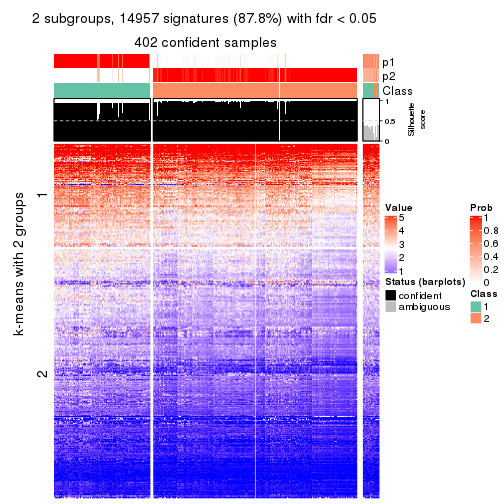 2 subgroups, 14957 signatures (87.8%) with fdr < 0.05
402 confident samples
p1
p2
Class
1
0.5
0
Silhouette
score
k-means with 2 groups
1
2
Value
5
4
3
2
1
Status (barplots)
confident
ambiguous
Prob
1
0.8
0.6
0.4
0.2
0
Class
1
2